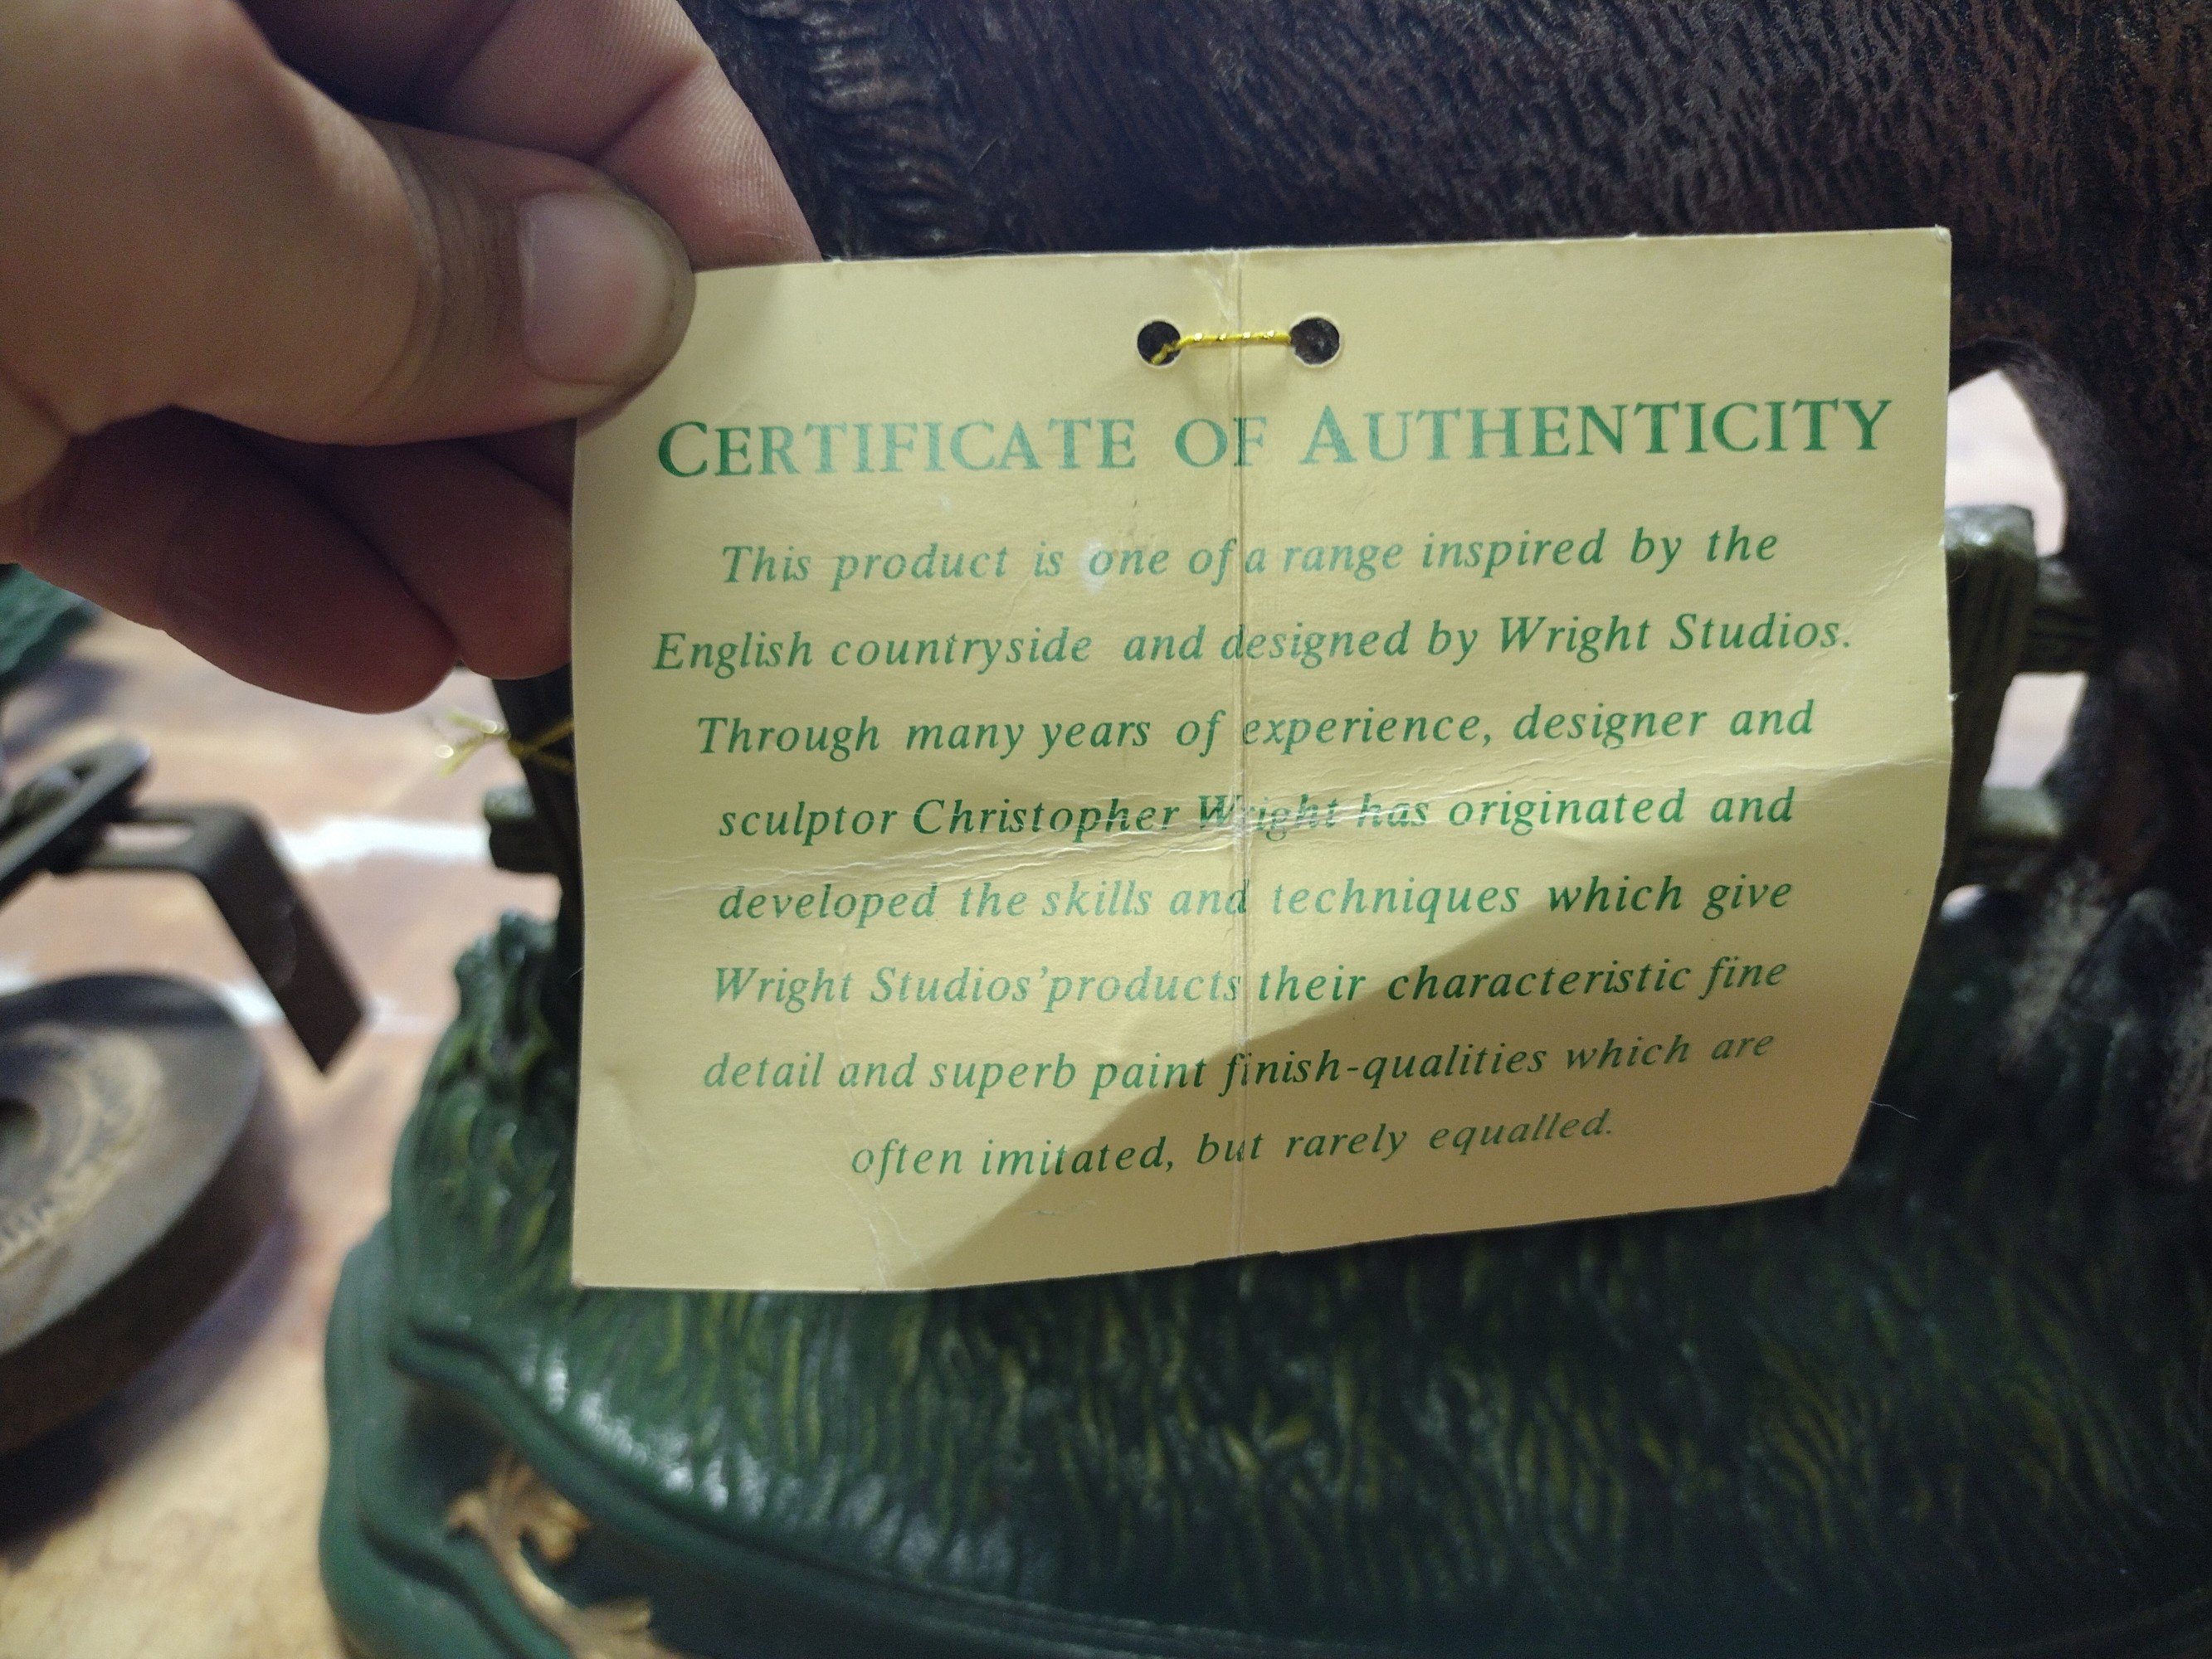 CERTIFICATE OF AUTHENTICITY
This product is one of a range inspired by the
English countryside and designed by Wright Studios.
Through many years of experience, designer and
sculptor Christopher Wright has originated and
developed the skills and techniques which give
Wright Studios' products their characteristic fine
detail and superb paint finish-qualities which are
often imitated, but rarely equalled.